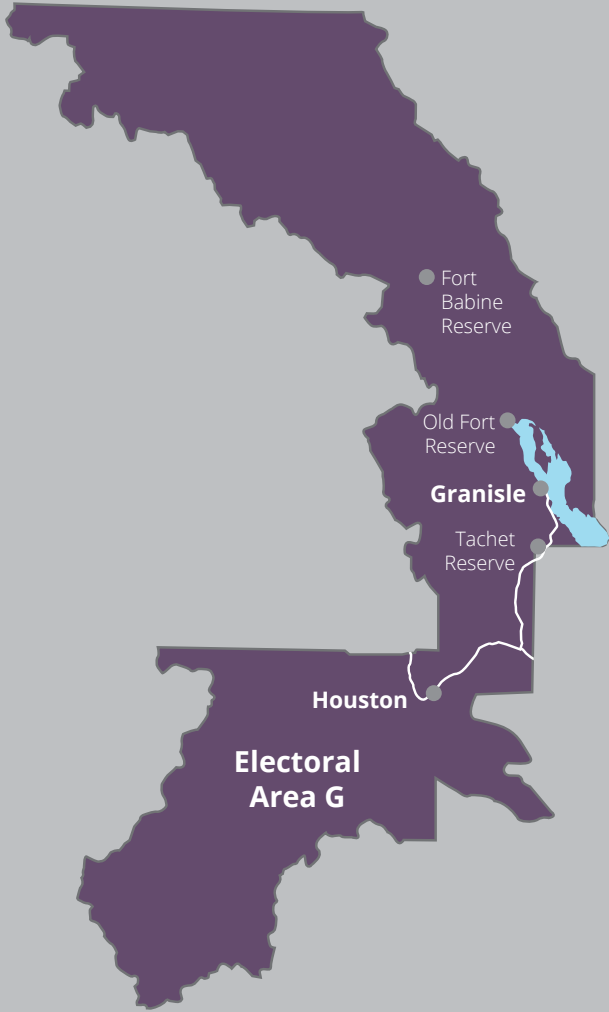 Fort
Babine
Reserve
Old Fort
Reserve
Granisle
Tachet
Reserve
Houston
Electoral
Area G